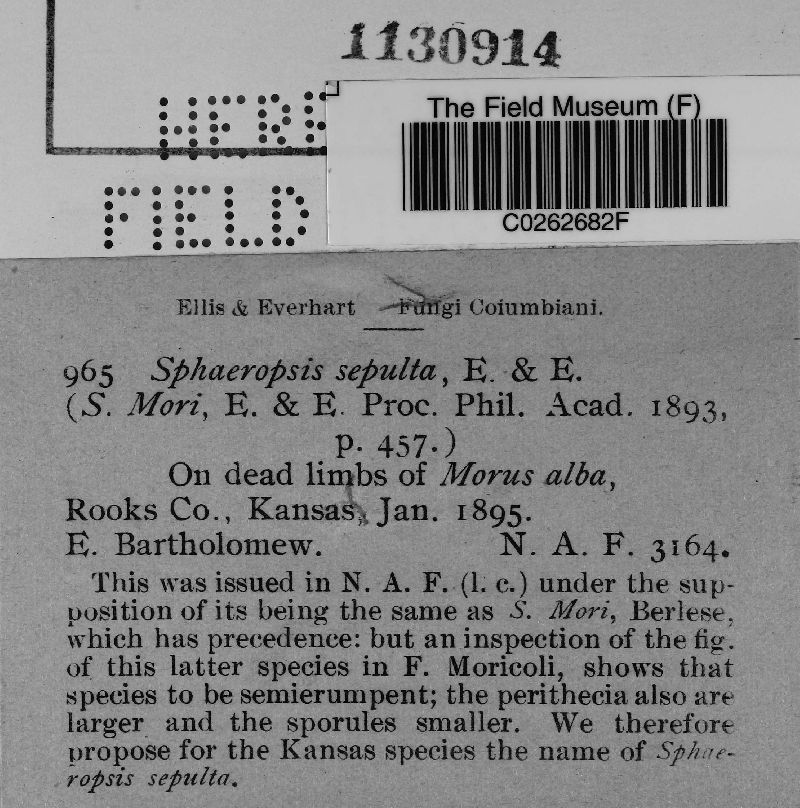 1130914
HERB
FIELD
The Field Museum (F)
C0262682F
Ellis & Everhart Fungi Coiumbiani.
965 Sphaeropsis sepulta, E. & E.
(S. Mori, E. & E. Proc. Phil. Acad. 1893,
p. 457.)
On dead limbs of Morus alba,
Rooks Co., Kansas, Jan. 1895.
E. Bartholomew. N. A. F. 3164.
This was issued in N. A. F. (l. c.) under the sup-
position of its being the same as S. Mori, Berlese,
which has precedence: but an inspection of the fig.
of this latter species in F. Moricoli, shows that
species to be semierumpent; the perithecia also are
larger and the sporules smaller. We therefore
propose for the Kansas species the name of Sphae-
ropsis sepulta.